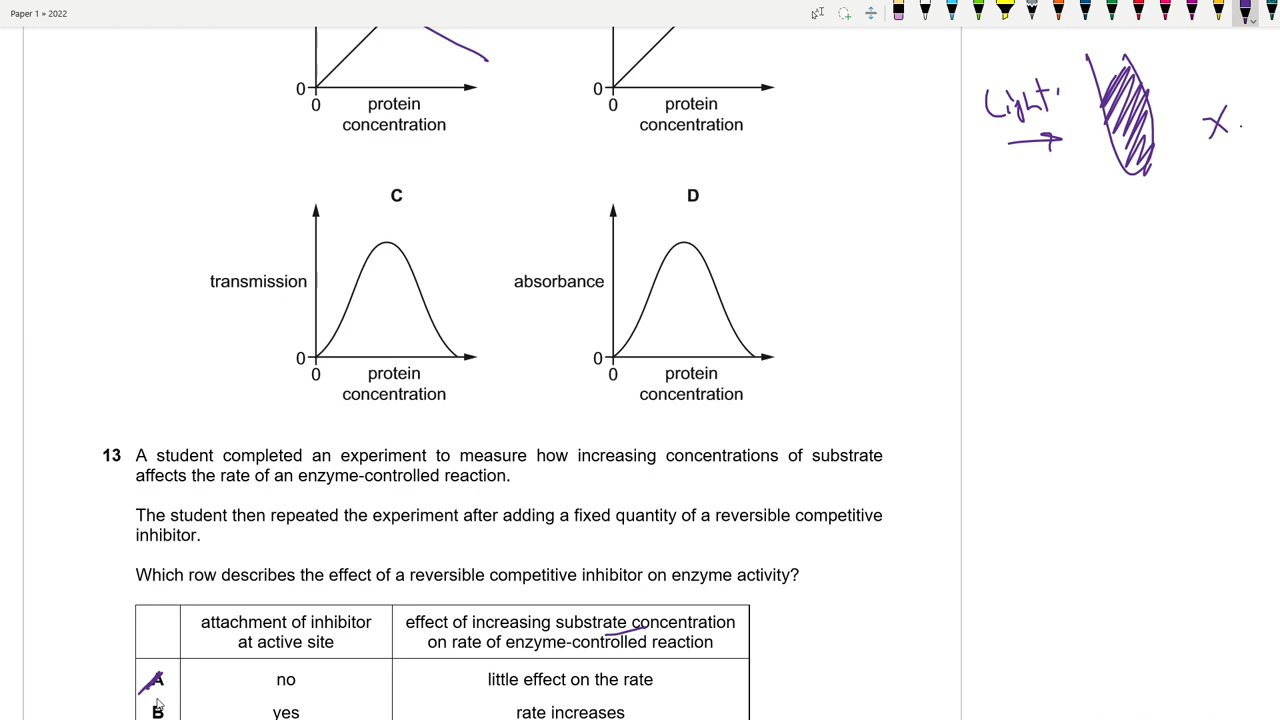 Paper 1 » 2022
0
0
protein
concentration
0
0
protein
concentration
Light
X
C
transmission
0
0
protein
concentration
D
absorbance
0
0
protein
concentration
13 A student completed an experiment to measure how increasing concentrations of substrate
affects the rate of an enzyme-controlled reaction.
The student then repeated the experiment after adding a fixed quantity of a reversible competitive
inhibitor.
Which row describes the effect of a reversible competitive inhibitor on enzyme activity?
attachment of inhibitor
at active site
effect of increasing substrate concentration
on rate of enzyme-controlled reaction
A no little effect on the rate
B yes rate increases